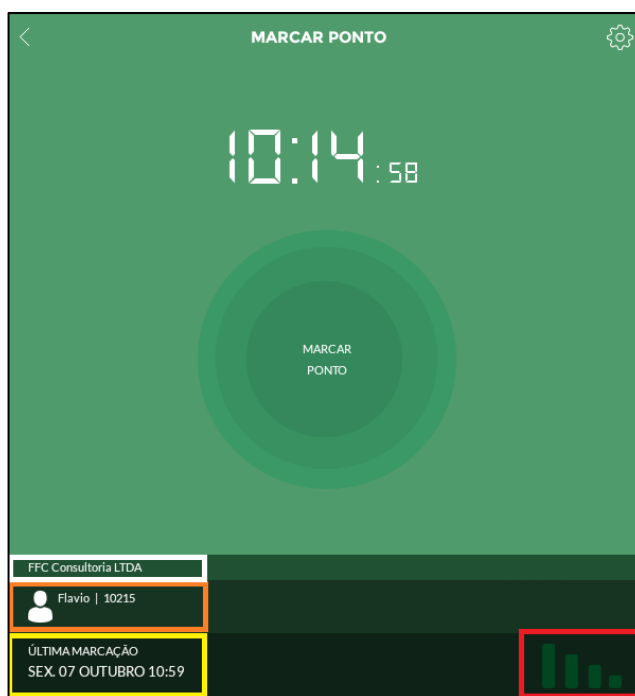 MARCAR PONTO
10:14:58
MARCAR
PONTO
FFC Consultoria LTDA
Flavio | 10215
ÚLTIMA MARCAÇÃO
SEX. 07 OUTUBRO 10:59